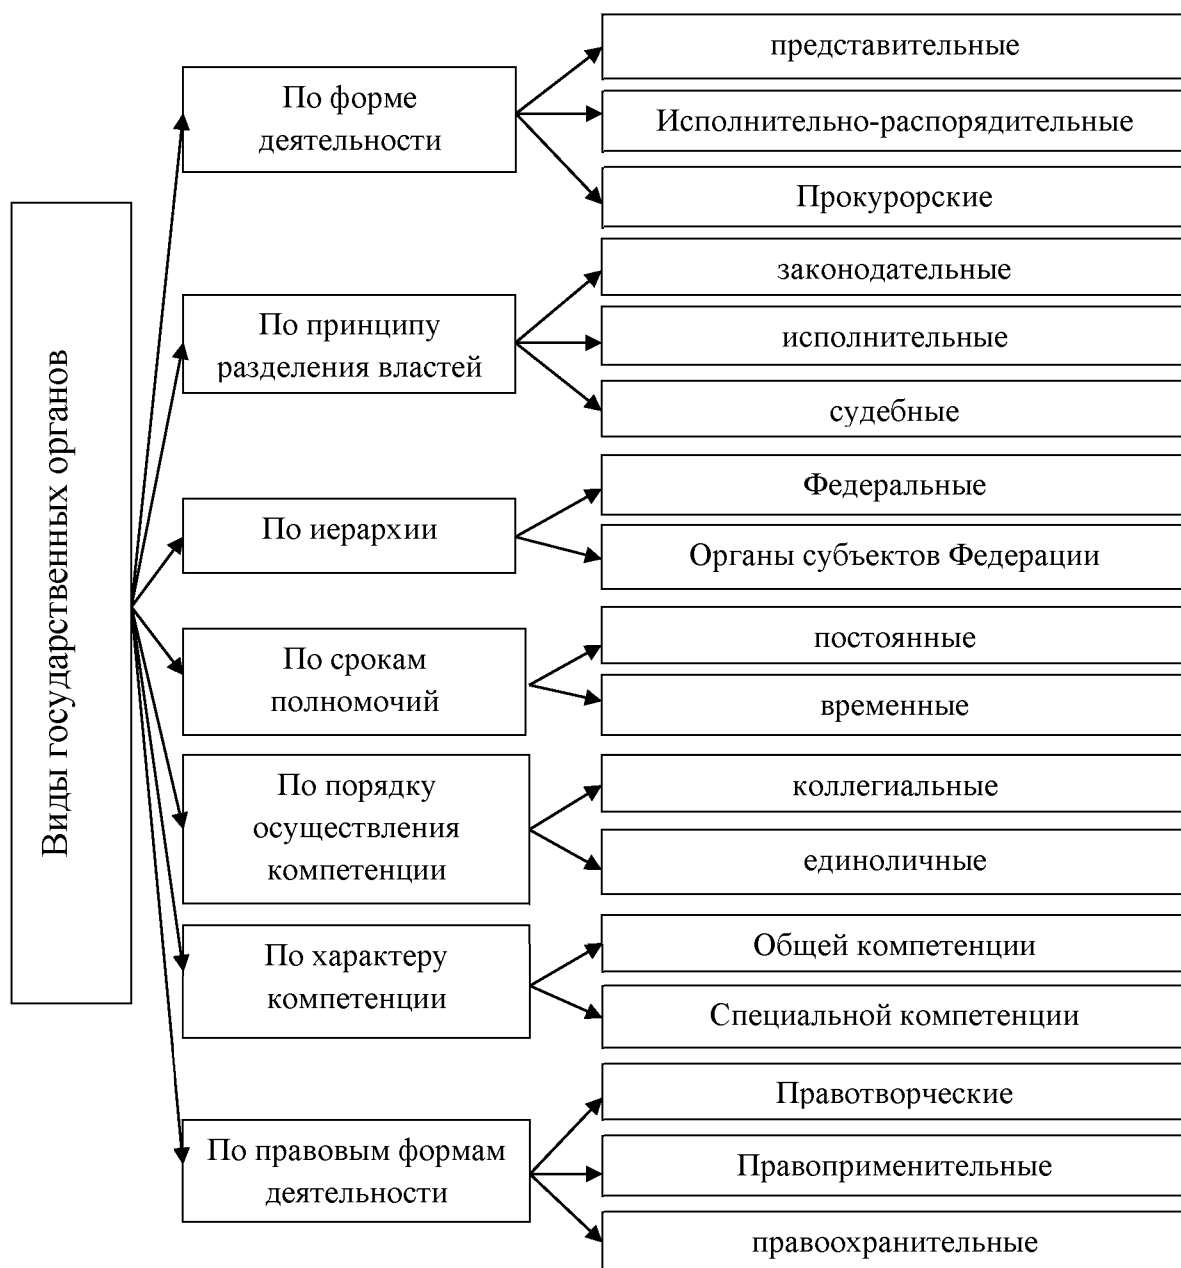 Виды государственных органов
По форме
деятельности
представительные
Исполнительно-распорядительные
Прокурорские
По принципу
разделения властей
законодательные
исполнительные
судебные
По иерархии
Федеральные
Органы субъектов Федерации
По срокам
полномочий
постоянные
временные
По порядку
осуществления
компетенции
коллегиальные
единоличные
По характеру
компетенции
Общей компетенции
Специальной компетенции
По правовым формам
деятельности
Правотворческие
Правоприменительные
правоохранительные